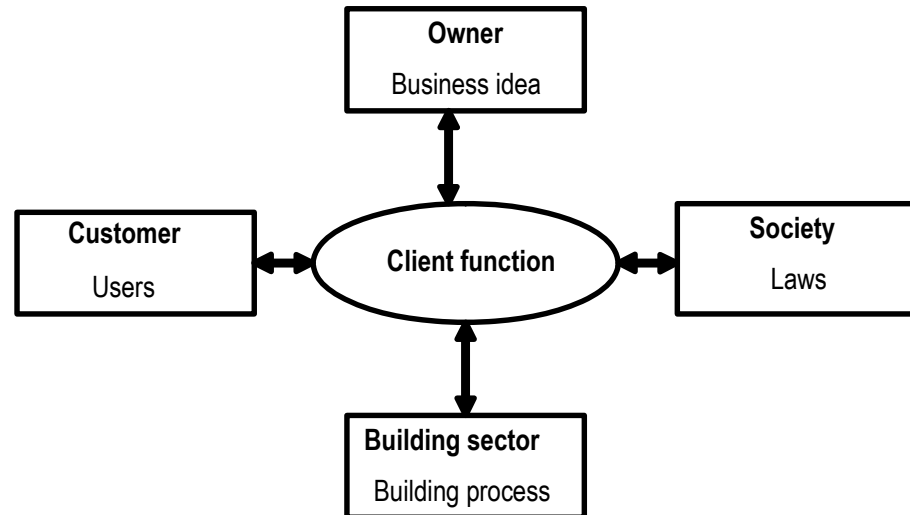 Owner
Business idea
Customer
Users
Client function
Society
Laws
Building sector
Building process